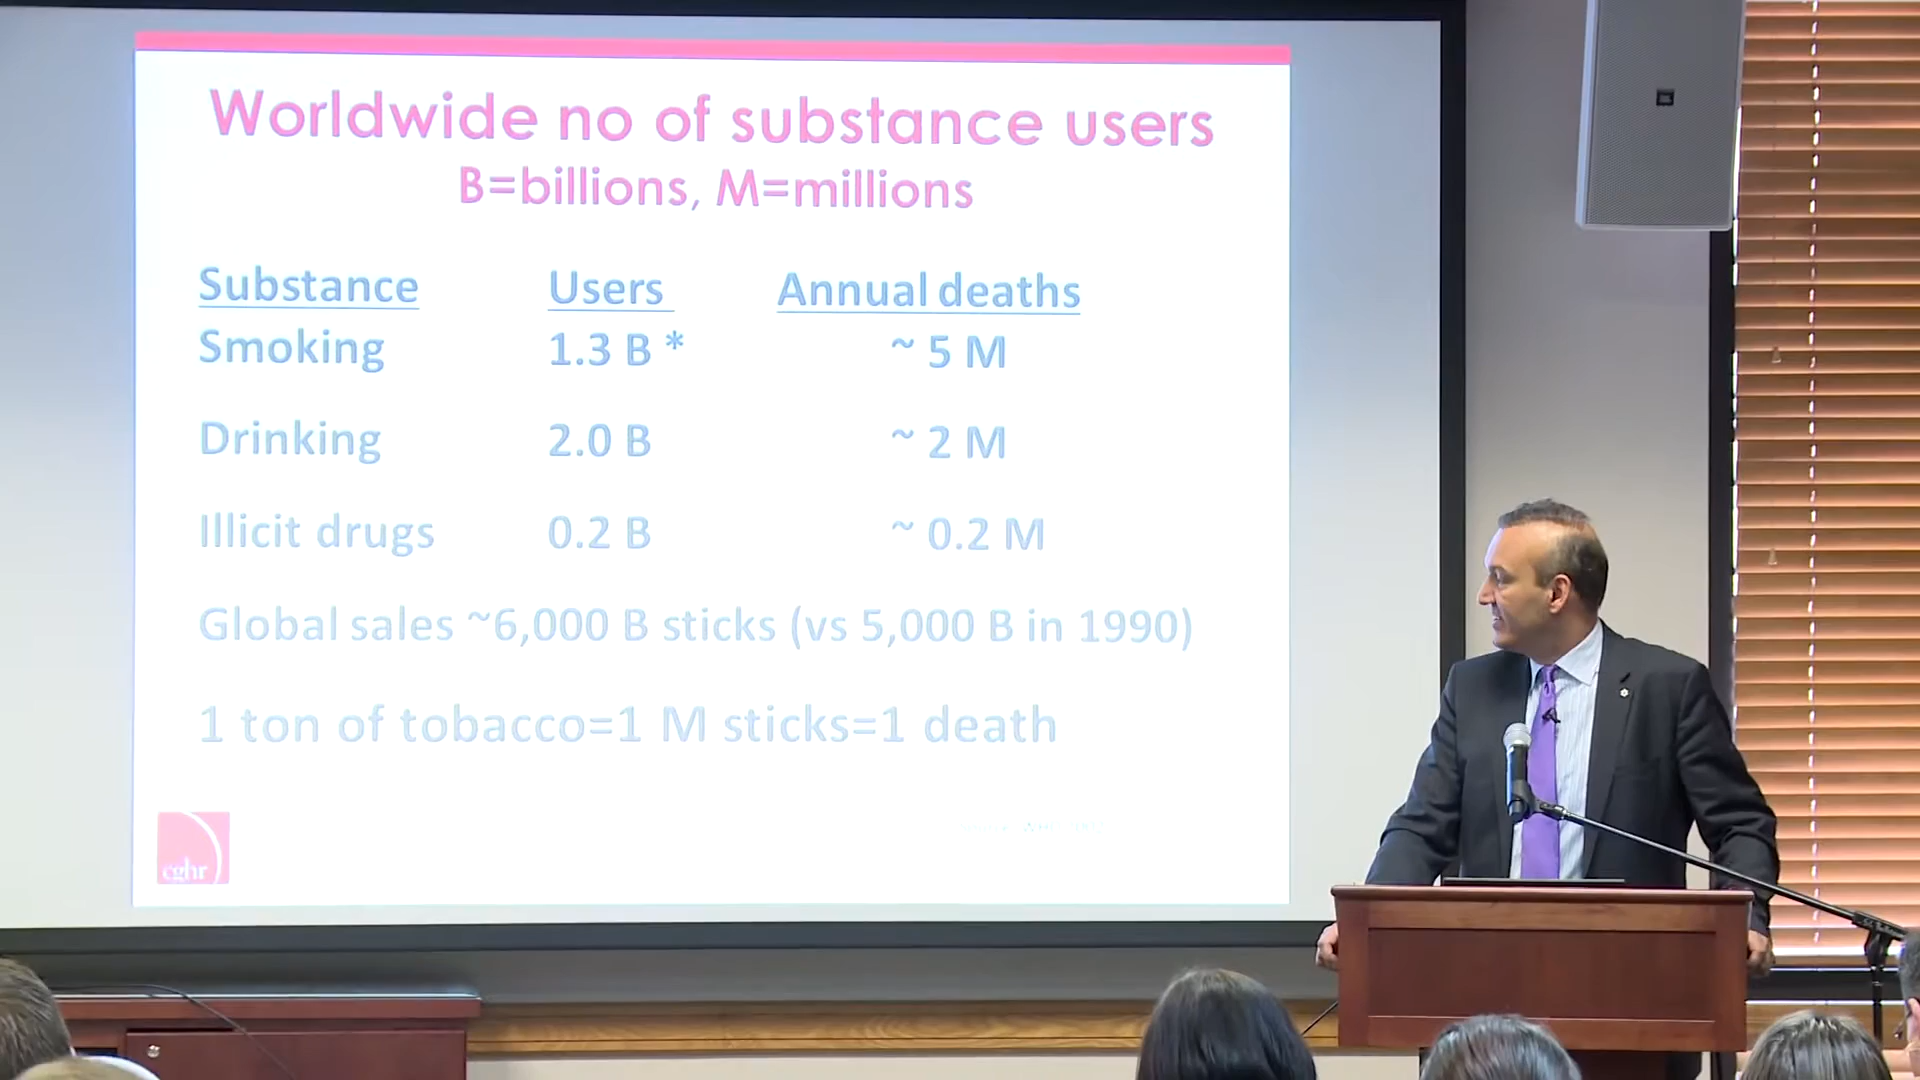 Worldwide no of substance users
B=billions, M=millions
Substance Users Annual deaths
Smoking 1.3 B * ~ 5 M
Drinking 2.0 B ~ 2 M
Illicit drugs 0.2 B ~ 0.2 M
Global sales ~6,000 B sticks (vs 5,000 B in 1990)
1 ton of tobacco=1 M sticks=1 death
cghr